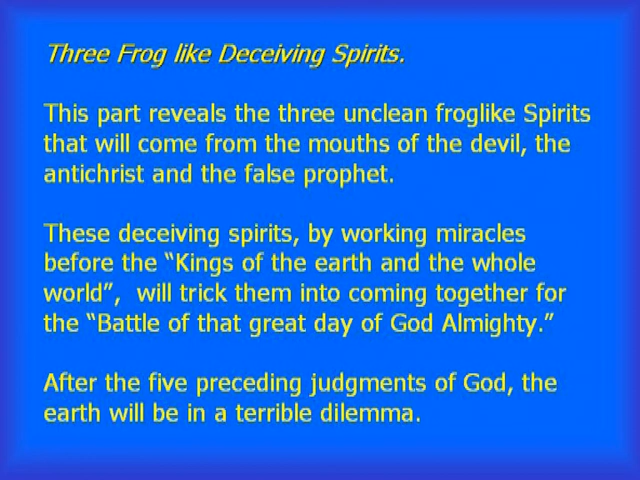 Three Frog like Deceiving Spirits.
This part reveals the three unclean froglike Spirits
that will come from the mouths of the devil, the
antichrist and the false prophet.
These deceiving spirits, by working miracles
before the “Kings of the earth and the whole
world”,  will trick them into coming together for
the “Battle of that great day of God Almighty.”
After the five preceding judgments of God, the
earth will be in a terrible dilemma.